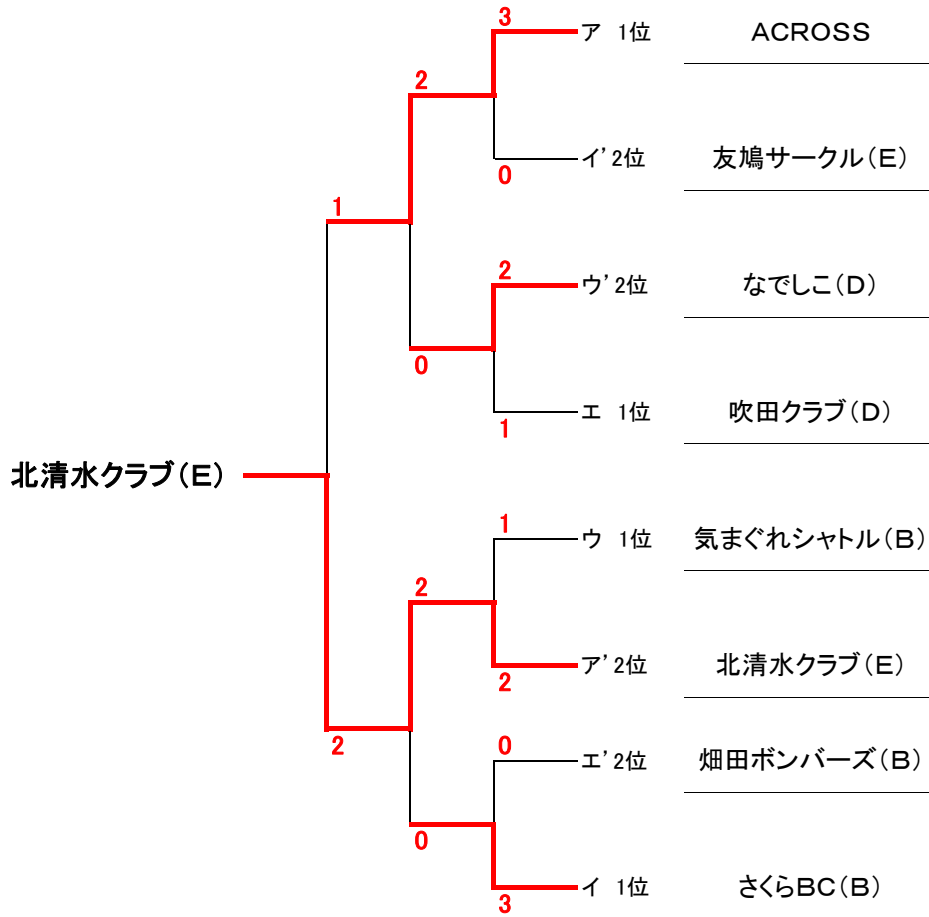 3
ア 1位 ACROSS
2
イ’2位 友鳩サークル(E)
0
1
2
ウ’2位 なでしこ(D)
0
エ 1位 吹田クラブ(D)
1
北清水クラブ(E)
1
ウ 1位 気まぐれシャトル(B)
2
ア’2位 北清水クラブ(E)
2
2
0
エ’2位 畑田ボンバーズ(B)
0
イ 1位 さくらBC(B)
3